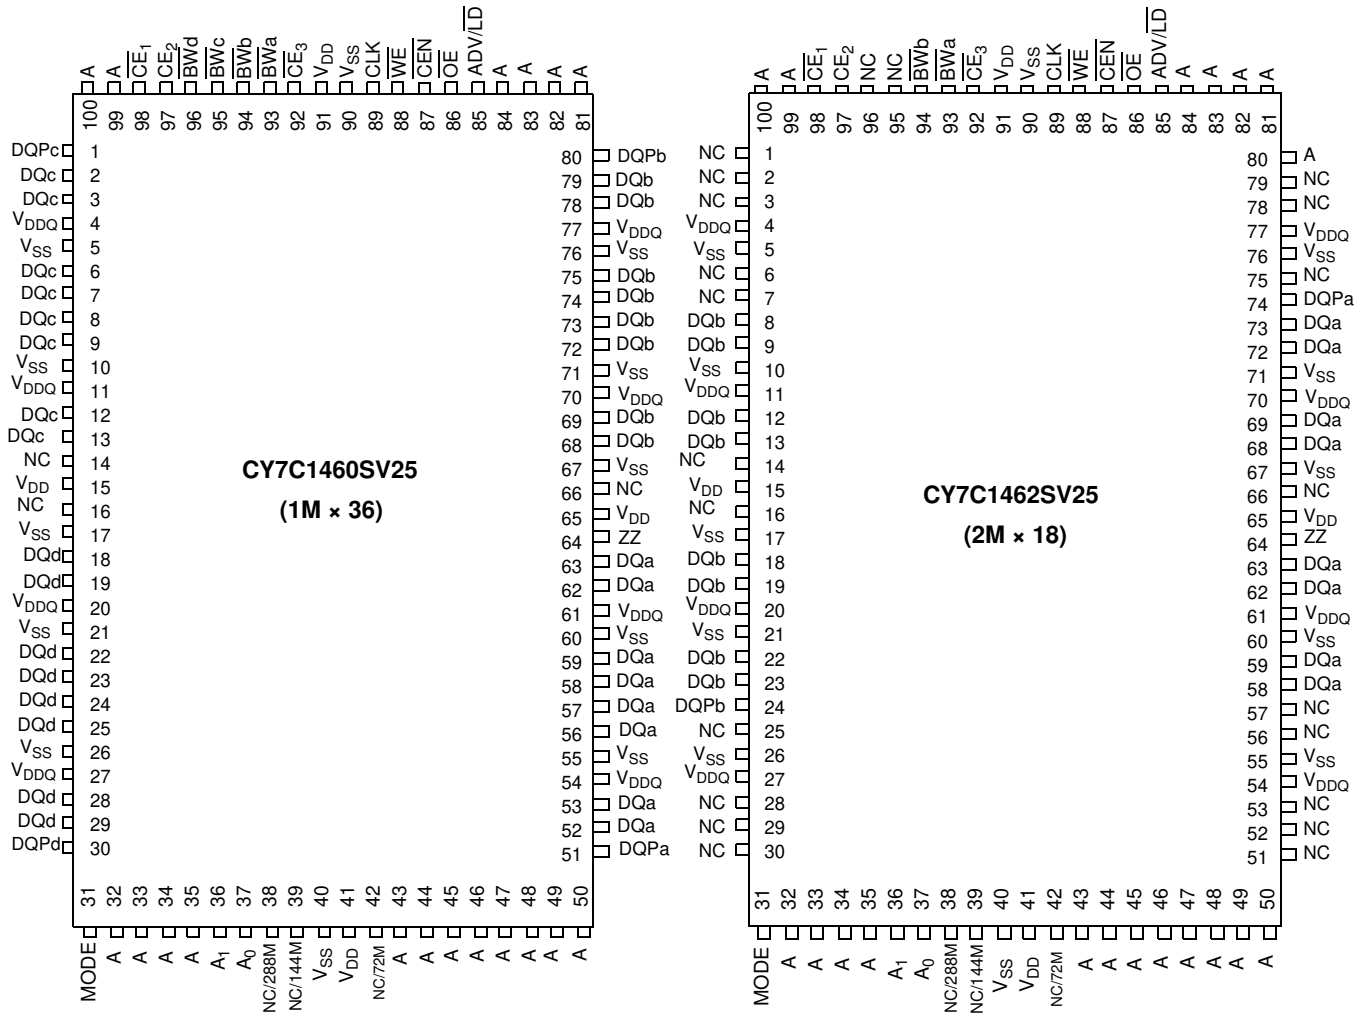 A A CE1 CE2 BWd BWc BWb BWa CE3 VDD VSS CLK WE CEN OE ADV/LD A A A A
100 99 98 97 96 95 94 93 92 91 90 89 88 87 86 85 84 83 82 81
DQPc 1
DQc 2
DQc 3
VDDQ 4
VSS 5
DQc 6
DQc 7
DQc 8
DQc 9
VSS 10
VDDQ 11
DQc 12
DQc 13
NC 14
VDD 15
NC 16
VSS 17
DQd 18
DQd 19
VDDQ 20
VSS 21
DQd 22
DQd 23
DQd 24
DQd 25
VSS 26
VDDQ 27
DQd 28
DQd 29
DQPd 30
CY7C1460SV25
(1M × 36)
80 DQPb
79 DQb
78 DQb
77 VDDQ
76 VSS
75 DQb
74 DQb
73 DQb
72 DQb
71 VSS
70 VDDQ
69 DQb
68 DQb
67 VSS
66 NC
65 VDD
64 ZZ
63 DQa
62 DQa
61 VDDQ
60 VSS
59 DQa
58 DQa
57 DQa
56 DQa
55 VSS
54 VDDQ
53 DQa
52 DQa
51 DQPa
31 32 33 34 35 36 37 38 39 40 41 42 43 44 45 46 47 48 49 50
MODE A A A A A1 A0 NC/288M NC/144M VSS VDD NC/72M A A A A A A A A
A A CE1 CE2 NC NC BWb BWa CE3 VDD VSS CLK WE CEN OE ADV/LD A A A A
100 99 98 97 96 95 94 93 92 91 90 89 88 87 86 85 84 83 82 81
NC 1
NC 2
NC 3
VDDQ 4
VSS 5
NC 6
NC 7
DQb 8
DQb 9
VSS 10
VDDQ 11
DQb 12
DQb 13
NC 14
VDD 15
NC 16
VSS 17
DQb 18
DQb 19
VDDQ 20
VSS 21
DQb 22
DQb 23
DQPb 24
NC 25
VSS 26
VDDQ 27
NC 28
NC 29
NC 30
CY7C1462SV25
(2M × 18)
80 A
79 NC
78 NC
77 VDDQ
76 VSS
75 NC
74 DQPa
73 DQa
72 DQa
71 VSS
70 VDDQ
69 DQa
68 DQa
67 VSS
66 NC
65 VDD
64 ZZ
63 DQa
62 DQa
61 VDDQ
60 VSS
59 DQa
58 DQa
57 NC
56 NC
55 VSS
54 VDDQ
53 NC
52 NC
51 NC
31 32 33 34 35 36 37 38 39 40 41 42 43 44 45 46 47 48 49 50
MODE A A A A A1 A0 NC/288M NC/144M VSS VDD NC/72M A A A A A A A A